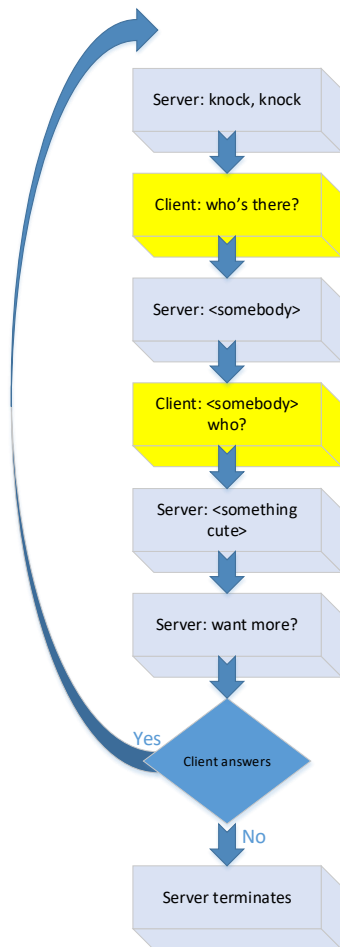 Server: knock, knock
Client: who's there?
Server: <somebody>
Client: <somebody>
who?
Server: <something
cute>
Server: want more?
Yes
Client answers
No
Server terminates